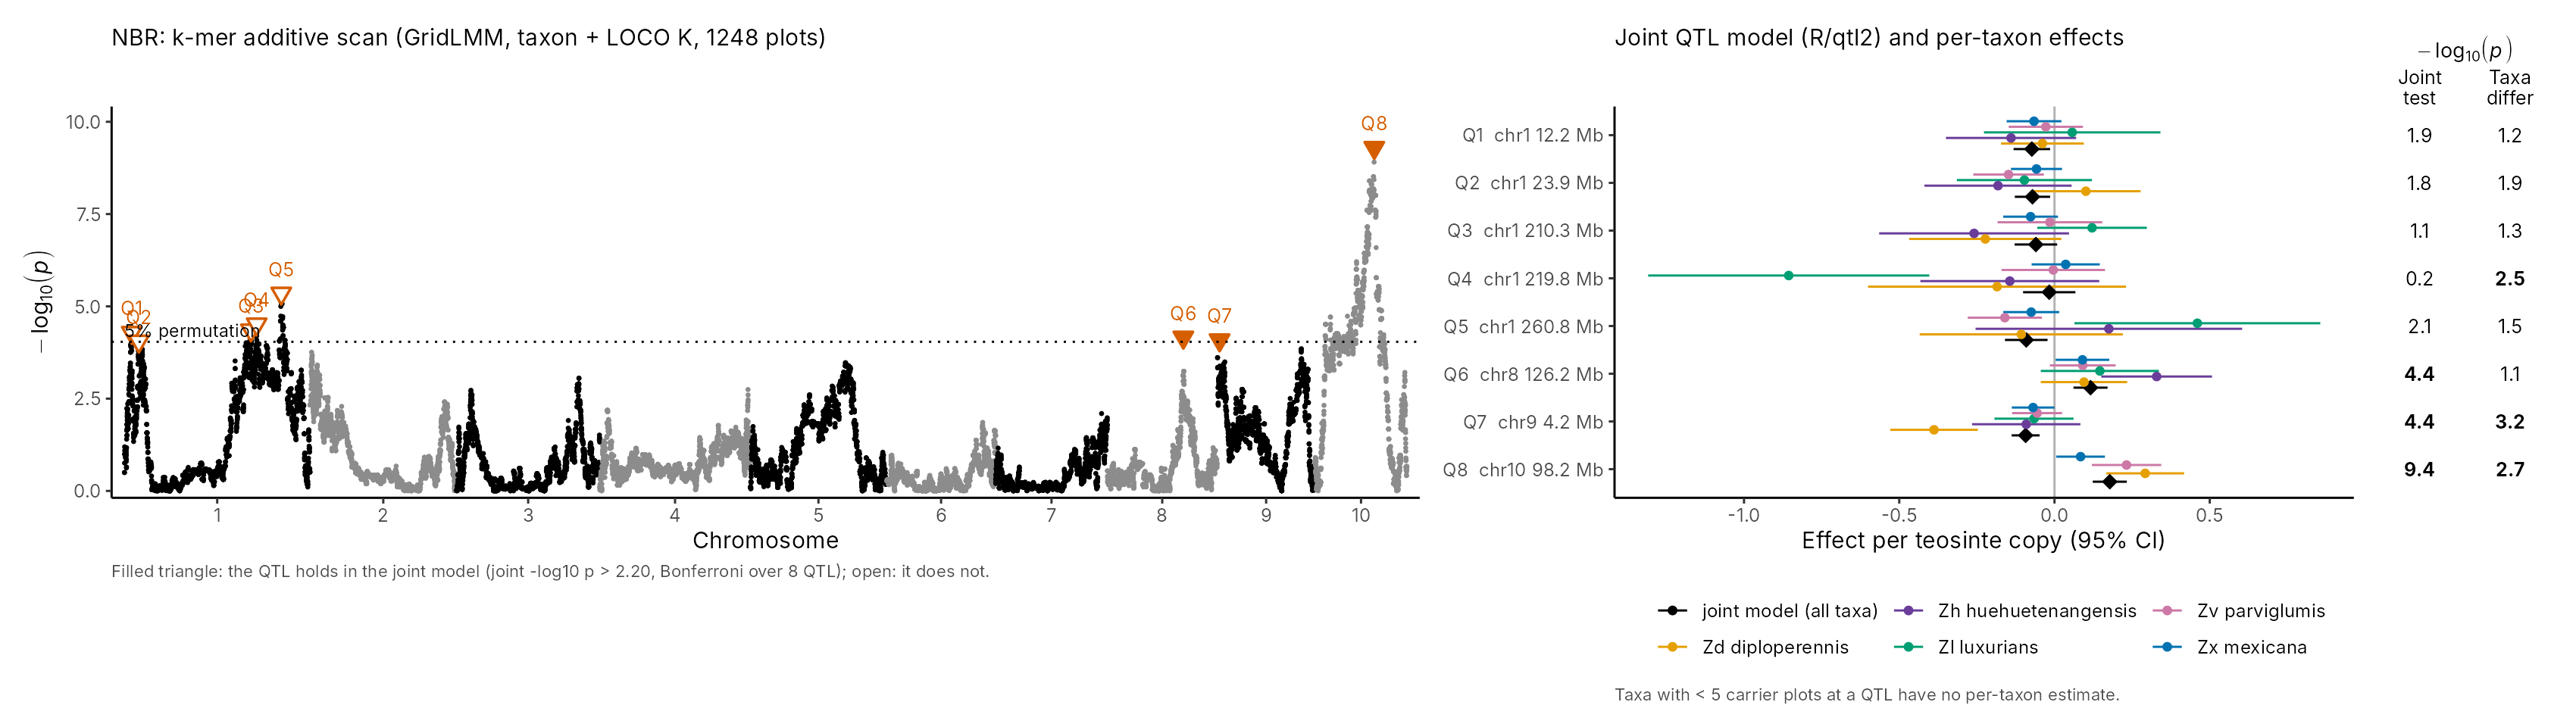 NBR: k-mer additive scan (GridLMM, taxon + LOCO K, 1248 plots)
− log10(p)
10.0
7.5
5.0
2.5
0.0
Q1
Q2
5% permutation
Q3
Q4
Q5
Q6
Q7
Q8
1 2 3 4 5 6 7 8 9 10
Chromosome
Filled triangle: the QTL holds in the joint model (joint -log10 p > 2.20, Bonferroni over 8 QTL); open: it does not.
Joint QTL model (R/qtl2) and per-taxon effects
− log10(p)
Joint test
Taxa differ
Q1 chr1 12.2 Mb 1.9 1.2
Q2 chr1 23.9 Mb 1.8 1.9
Q3 chr1 210.3 Mb 1.1 1.3
Q4 chr1 219.8 Mb 0.2 2.5
Q5 chr1 260.8 Mb 2.1 1.5
Q6 chr8 126.2 Mb 4.4 1.1
Q7 chr9 4.2 Mb 4.4 3.2
Q8 chr10 98.2 Mb 9.4 2.7
-1.0 -0.5 0.0 0.5
Effect per teosinte copy (95% CI)
joint model (all taxa) Zh huehuetenangensis Zv parviglumis
Zd diploperennis Zl luxurians Zx mexicana
Taxa with < 5 carrier plots at a QTL have no per-taxon estimate.